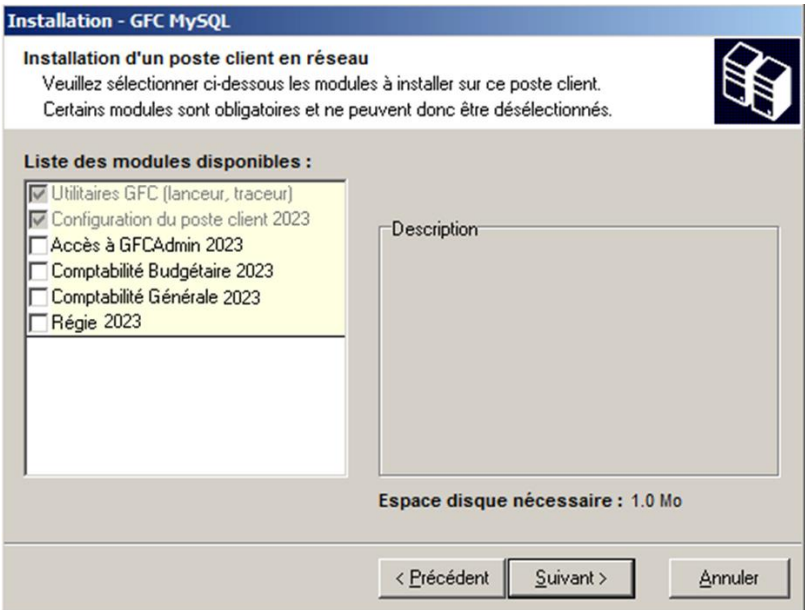 Installation - GFC MySQL
Installation d'un poste client en réseau
Veuillez sélectionner ci-dessous les modules à installer sur ce poste client.
Certains modules sont obligatoires et ne peuvent donc être désélectionnés.
Liste des modules disponibles :
Utilitaires GFC (lanceur, traceur)
Configuration du poste client 2023
Accès à GFCAdmin 2023
Comptabilité Budgétaire 2023
Comptabilité Générale 2023
Régie 2023
Description
Espace disque nécessaire : 1.0 Mo
< Précédent
Suivant >
Annuler